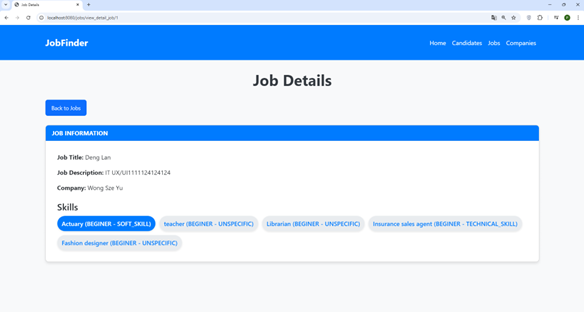 Job Details
localhost:8080/jobs/view_detail_job/1
JobFinder
Home Candidates Jobs Companies
Job Details
Back to Jobs
JOB INFORMATION
Job Title: Deng Lan
Job Description: IT UX/UI1111124124124
Company: Wong Sze Yu
Skills
Actuary (BEGINER - SOFT_SKILL) teacher (BEGINER - UNSPECIFIC) Librarian (BEGINER - UNSPECIFIC) Insurance sales agent (BEGINER - TECHNICAL_SKILL)
Fashion designer (BEGINER - UNSPECIFIC)